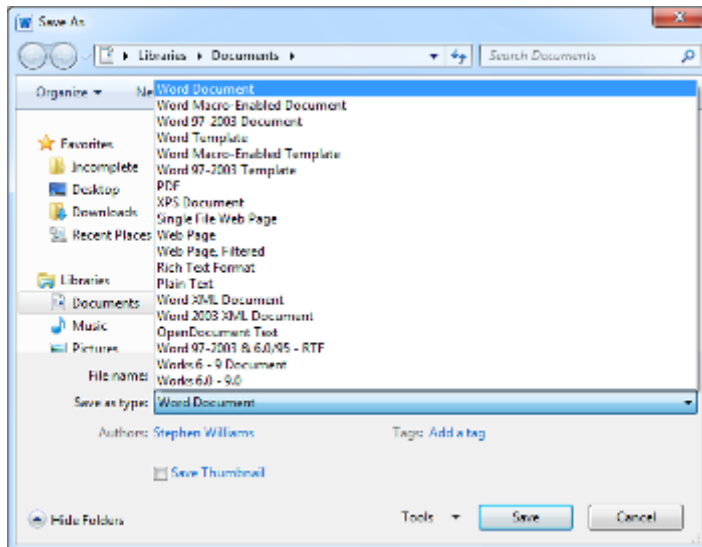 Save As
Libraries Documents
Search Documents
Organize
Ne
Word Document
Word Macro-Enabled Document
Word 97-2003 Document
Word Template
Word Macro-Enabled Template
Word 97-2003 Template
PDF
XPS Document
Single File Web Page
Web Page
Web Page, Filtered
Rich Text Format
Plain Text
Word XML Document
Word 2003 XML Document
OpenDocument Text
Word 97-2003 & 6.0/95 - RTF
Works 6 - 9 Document
Works 6.0 - 9.0
Favorites
Incomplete
Desktop
Downloads
Recent Places
Libraries
Documents
Music
Pictures
File name:
Save as type: Word Document
Authors: Stephen Williams Tags: Add a tag
Save Thumbnail
Hide Folders Tools Save Cancel